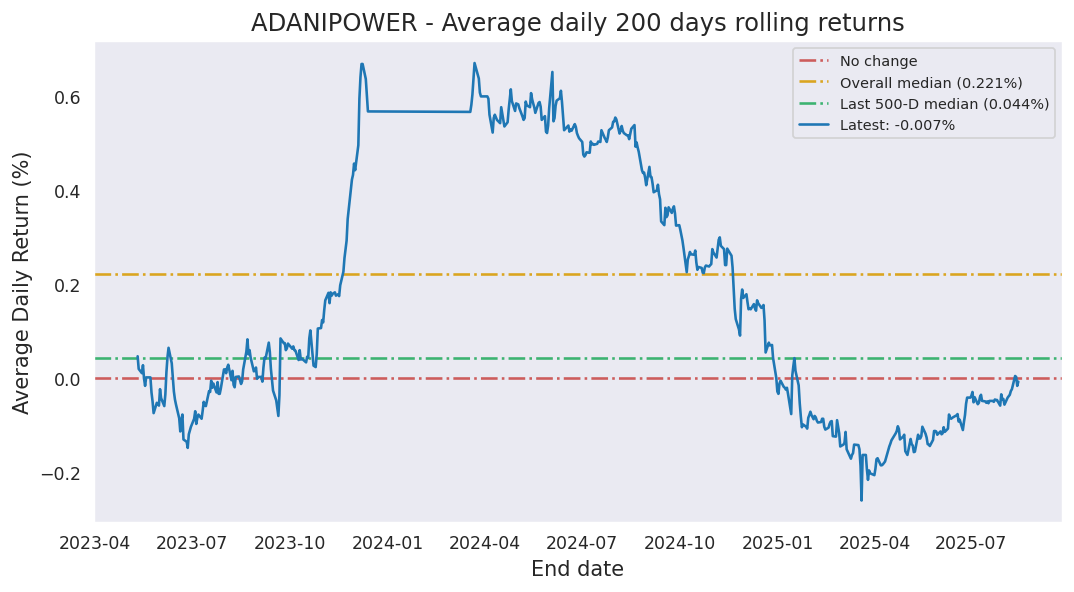 ADANIPOWER - Average daily 200 days rolling returns
No change
Overall median (0.221%)
Last 500-D median (0.044%)
Latest: -0.007%
Average Daily Return (%)
0.6
0.4
0.2
0.0
−0.2
2023-04 2023-07 2023-10 2024-01 2024-04 2024-07 2024-10 2025-01 2025-04 2025-07
End date